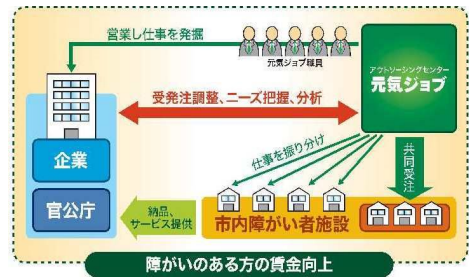 営業し仕事を発掘
元気ジョブ職員
アウトソーシングセンター
元気ジョブ
受発注調整、ニーズ把握、分析
仕事を振り分け
共同受注
企業
官公庁
納品、
サービス提供
市内障がい者施設
障がいのある方の賃金向上